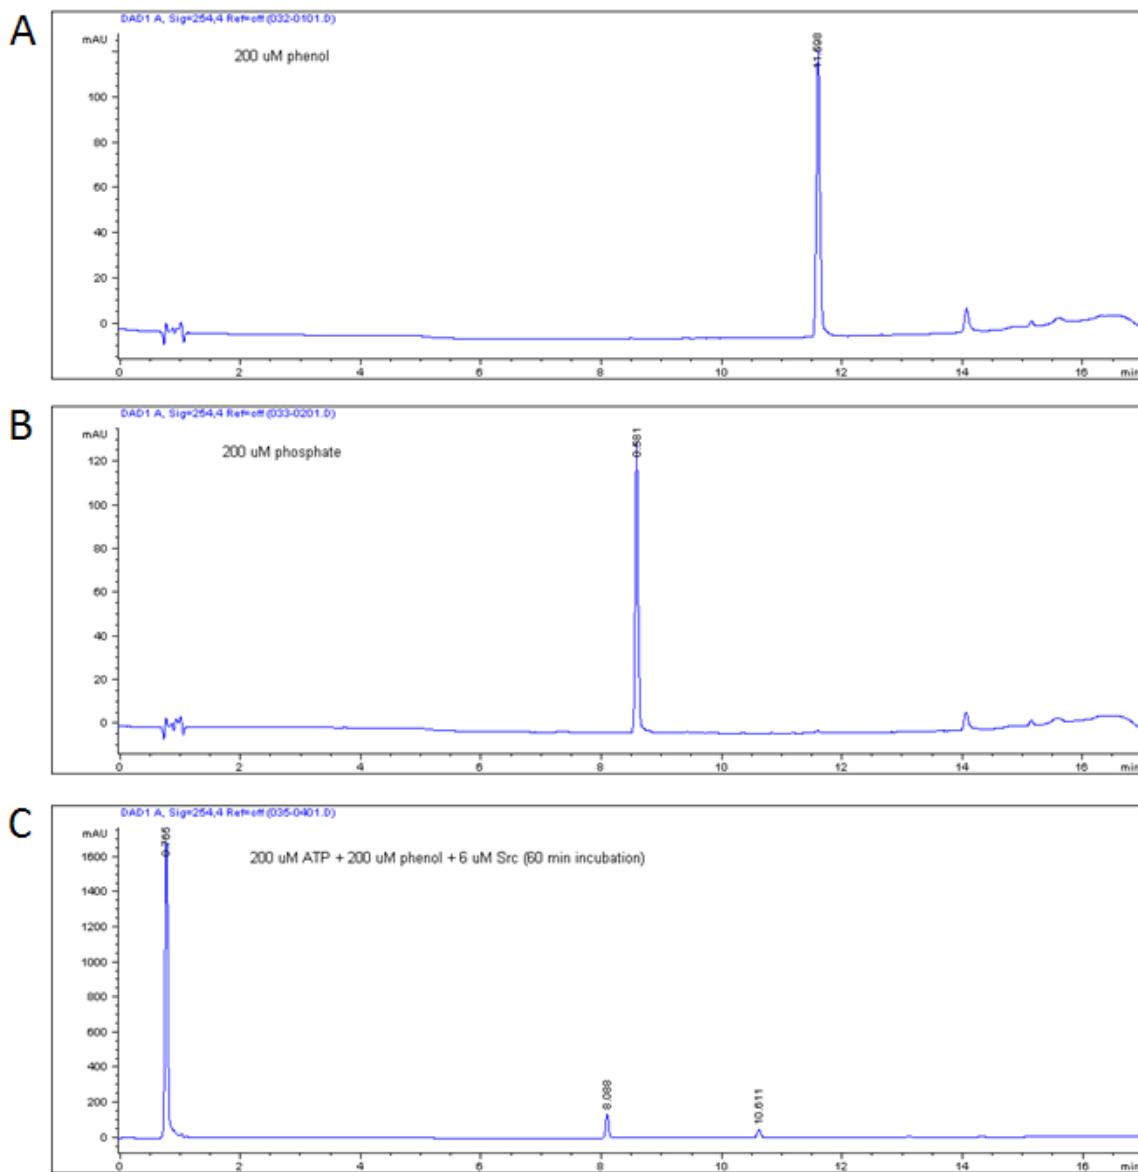 A
DAD1 A, Sig=254,4 Ref=off (032-0101.D)
mAU
200 uM phenol
11.698
100
80
60
40
20
0
0 2 4 6 8 10 12 14 16 min
B
DAD1 A, Sig=254,4 Ref=off (033-0201.D)
mAU
200 uM phosphate
120
100
80
60
40
20
0
0 2 4 6 8 10 12 14 16 min
C
DAD1 A, Sig=254,4 Ref=off (035-0401.D)
mAU
200 uM ATP + 200 uM phenol + 6 uM Src (60 min incubation)
0.765
1600
1400
1200
1000
800
600
400
200
0
8.088
10.611
0 2 4 6 8 10 12 14 16 min